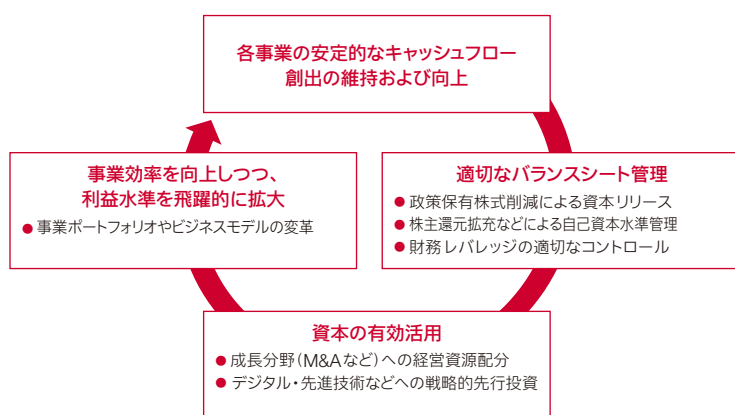 各事業の安定的なキャッシュフロー
創出の維持および向上
事業効率を向上しつつ、
利益水準を飛躍的に拡大
● 事業ポートフォリオやビジネスモデルの変革
適切なバランスシート管理
● 政策保有株式削減による資本リリース
● 株主還元拡充などによる自己資本水準管理
● 財務レバレッジの適切なコントロール
資本の有効活用
● 成長分野(M&Aなど)への経営資源配分
● デジタル・先進技術などへの戦略的先行投資